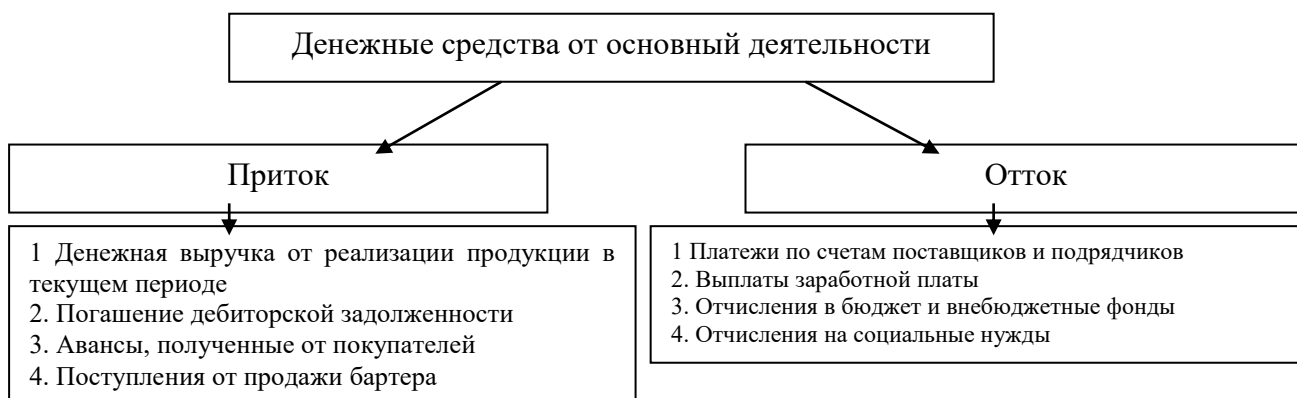 Денежные средства от основный деятельности
Приток
Отток
1 Денежная выручка от реализации продукции в
текущем периоде
2. Погашение дебиторской задолженности
3. Авансы, полученные от покупателей
4. Поступления от продажи бартера
1 Платежи по счетам поставщиков и подрядчиков
2. Выплаты заработной платы
3. Отчисления в бюджет и внебюджетные фонды
4. Отчисления на социальные нужды